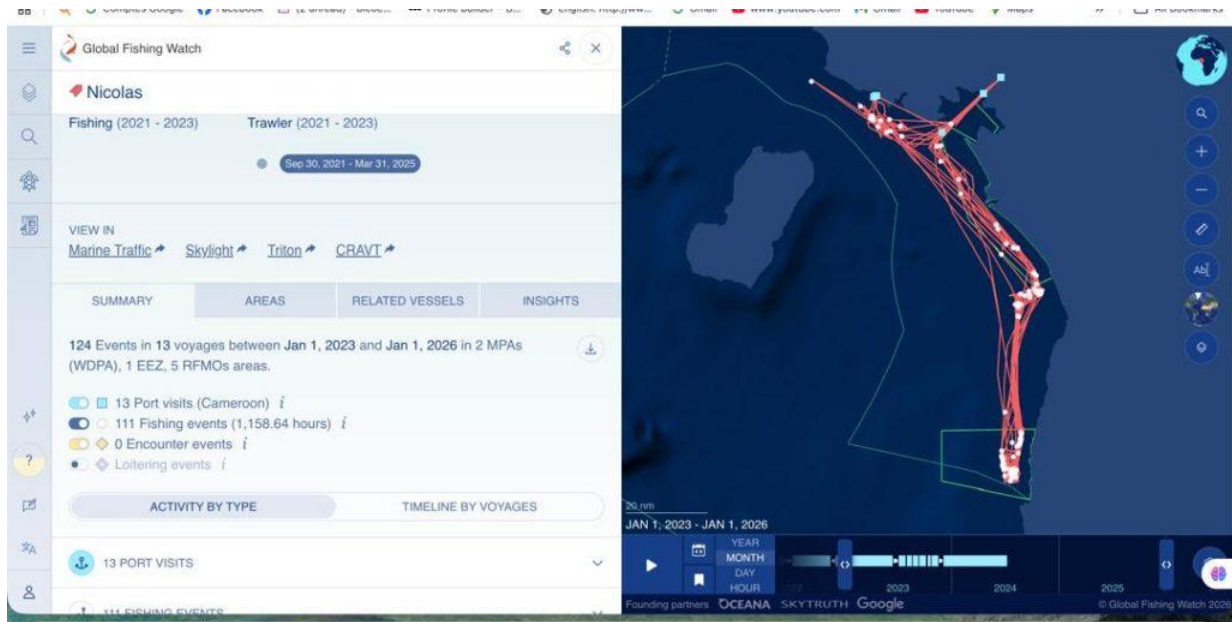 Global Fishing Watch
Nicolas
Fishing (2021 - 2023) Trawler (2021 - 2023)
Sep 30, 2021 - Mar 31, 2025
VIEW IN
Marine Traffic Skylight Triton CRAVT
SUMMARY AREAS RELATED VESSELS INSIGHTS
124 Events in 13 voyages between Jan 1, 2023 and Jan 1, 2026 in 2 MPAs
(WDPA), 1 EEZ, 5 RFMOs areas.
13 Port visits (Cameroon) i
111 Fishing events (1,158.64 hours) i
0 Encounter events i
Loitering events i
ACTIVITY BY TYPE TIMELINE BY VOYAGES
13 PORT VISITS
111 FISHING EVENTS
?
Ab
20 nm
JAN 1, 2023 - JAN 1, 2026
YEAR
MONTH
DAY
HOUR
2022 2023 2024 2025
Founding partners OCEANA SKYTRUTH Google © Global Fishing Watch 2026